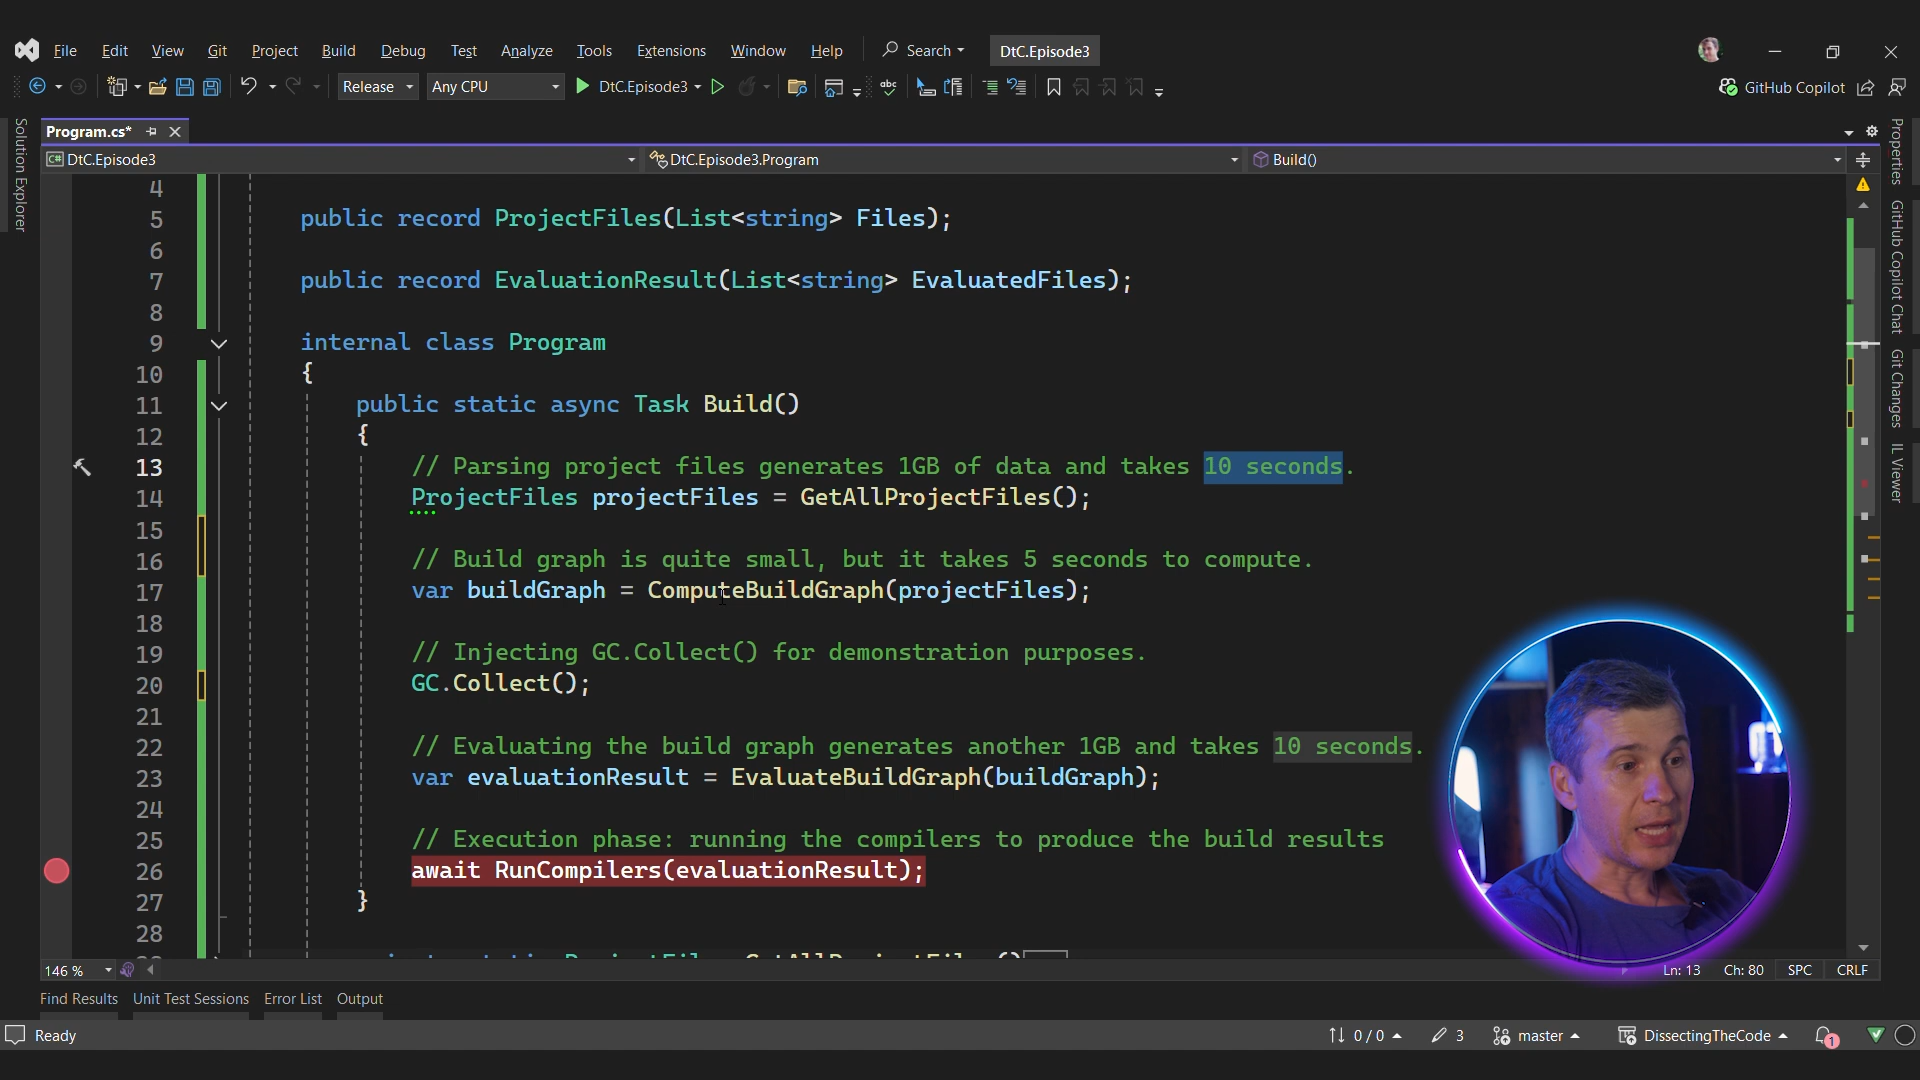 File Edit View Git Project Build Debug Test Analyze Tools Extensions Window Help Search DtC.Episode3
Release Any CPU DtC.Episode3 abc GitHub Copilot
Program.cs*
C# DtC.Episode3 DtC.Episode3.Program Build()
Solution Explorer
4
5 public record ProjectFiles(List<string> Files);
6
7 public record EvaluationResult(List<string> EvaluatedFiles);
8
9 internal class Program
10 {
11 public static async Task Build()
12 {
13 // Parsing project files generates 1GB of data and takes 10 seconds.
14 ProjectFiles projectFiles = GetAllProjectFiles();
15
16 // Build graph is quite small, but it takes 5 seconds to compute.
17 var buildGraph = ComputeBuildGraph(projectFiles);
18
19 // Injecting GC.Collect() for demonstration purposes.
20 GC.Collect();
21
22 // Evaluating the build graph generates another 1GB and takes 10 seconds.
23 var evaluationResult = EvaluateBuildGraph(buildGraph);
24
25 // Execution phase: running the compilers to produce the build results
26 await RunCompilers(evaluationResult);
27 }
28
Properties
GitHub Copilot Chat
Git Changes
IL Viewer
146 % Ln: 13 Ch: 80 SPC CRLF
Find Results Unit Test Sessions Error List Output
Ready 0 / 0 3 master DissectingTheCode 1